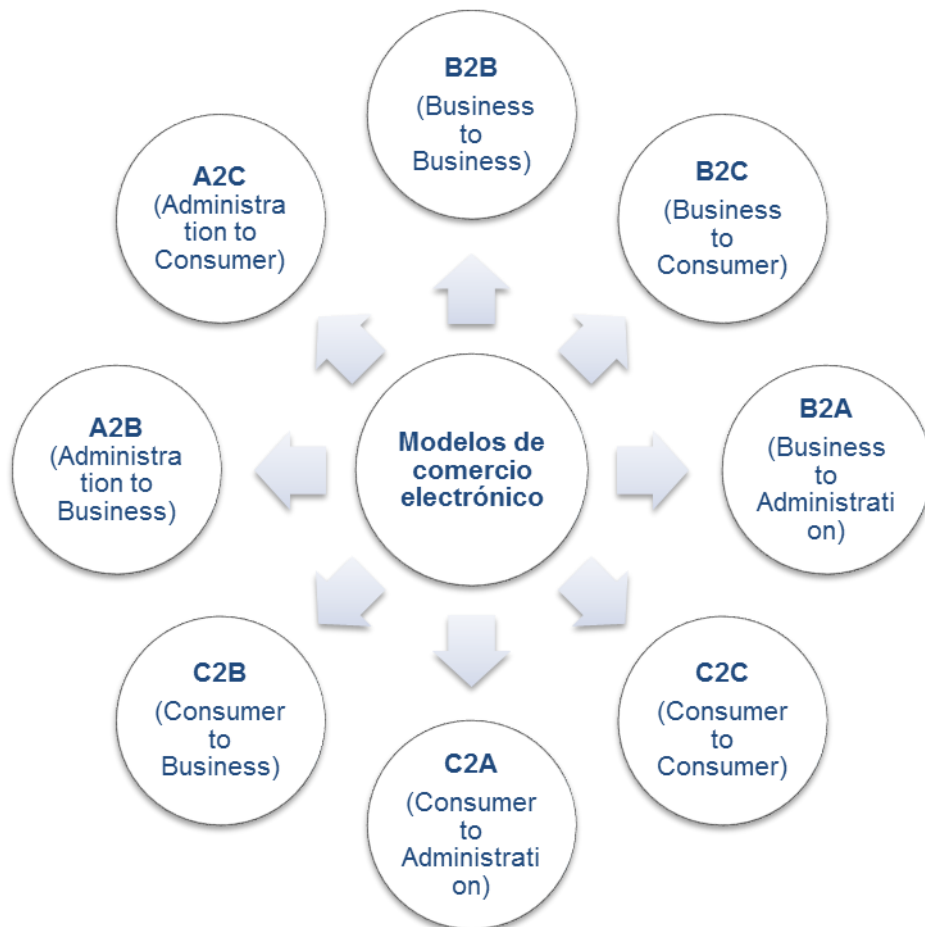 B2B
(Business
to
Business)
B2C
(Business
to
Consumer)
B2A
(Business
to
Administrati
on)
C2C
(Consumer
to
Consumer)
C2A
(Consumer
to
Administrati
on)
C2B
(Consumer
to
Business)
A2B
(Administra
tion to
Business)
A2C
(Administra
tion to
Consumer)
Modelos de
comercio
electrónico